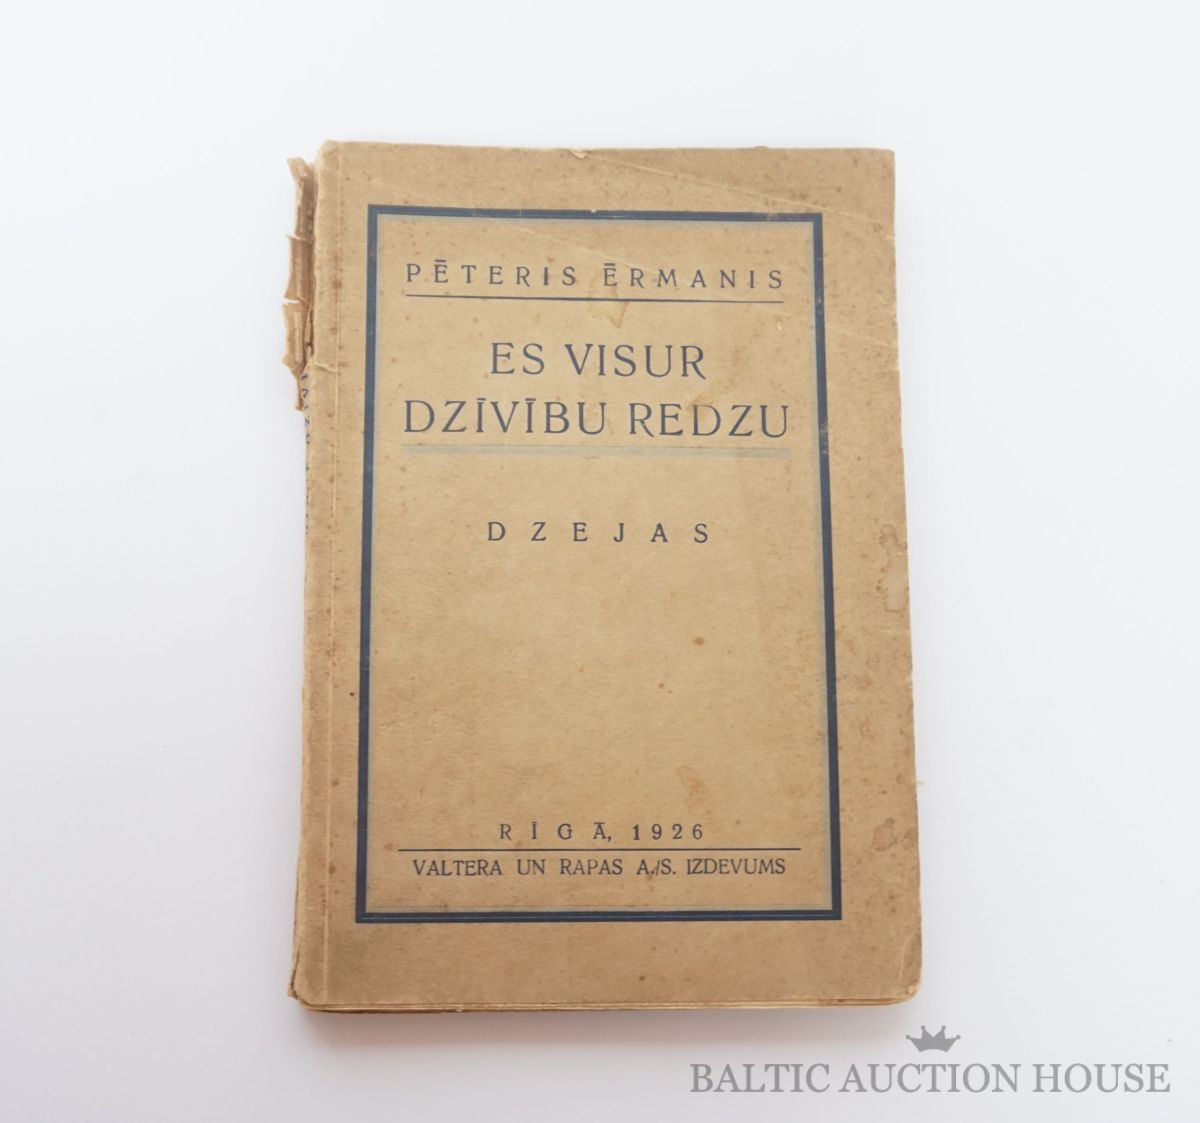 PĒTERIS ĒRMANIS
ES VISUR
DZĪVĪBU REDZU
DZEJAS
RĪGĀ, 1926
VALTERA UN RAPAS A./S. IZDEVUMS
BALTIC AUCTION HOUSE